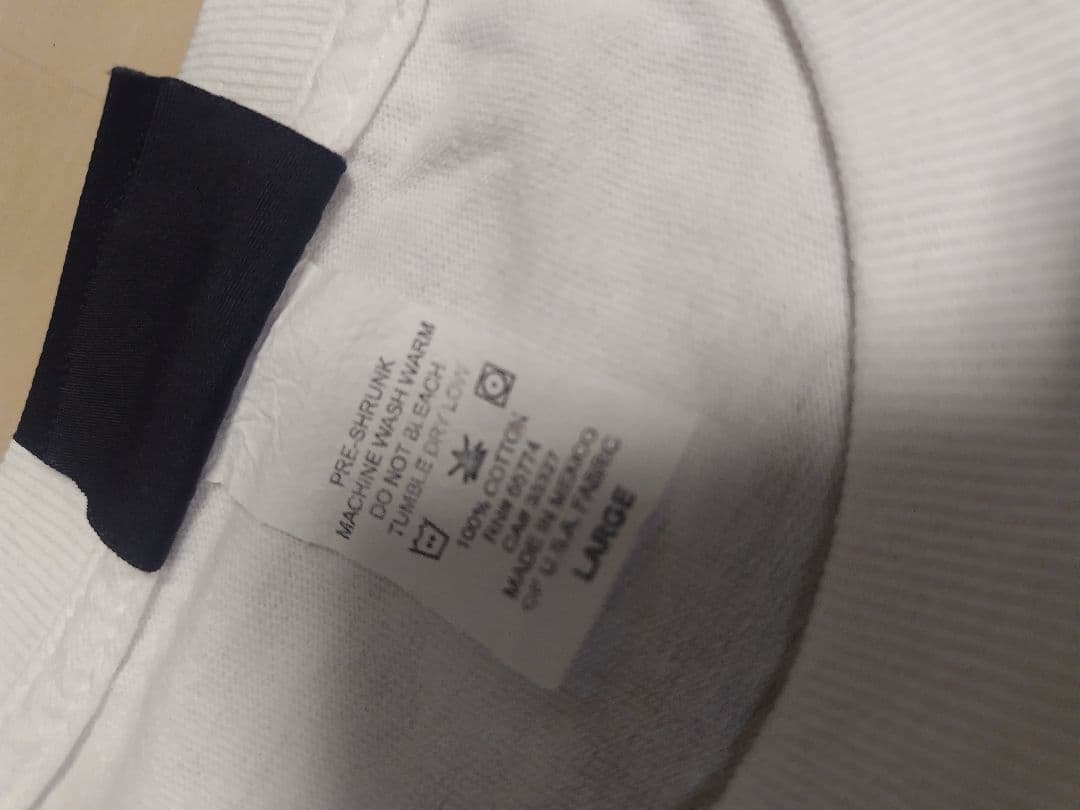 PRE-SHRUNK
MACHINE WASH WARM
DO NOT BLEACH
TUMBLE DRY LOW
100% COTTON
RN# 65774
CA# 33327
MADE IN MEXICO
OF U.S.A. FABRIC
LARGE